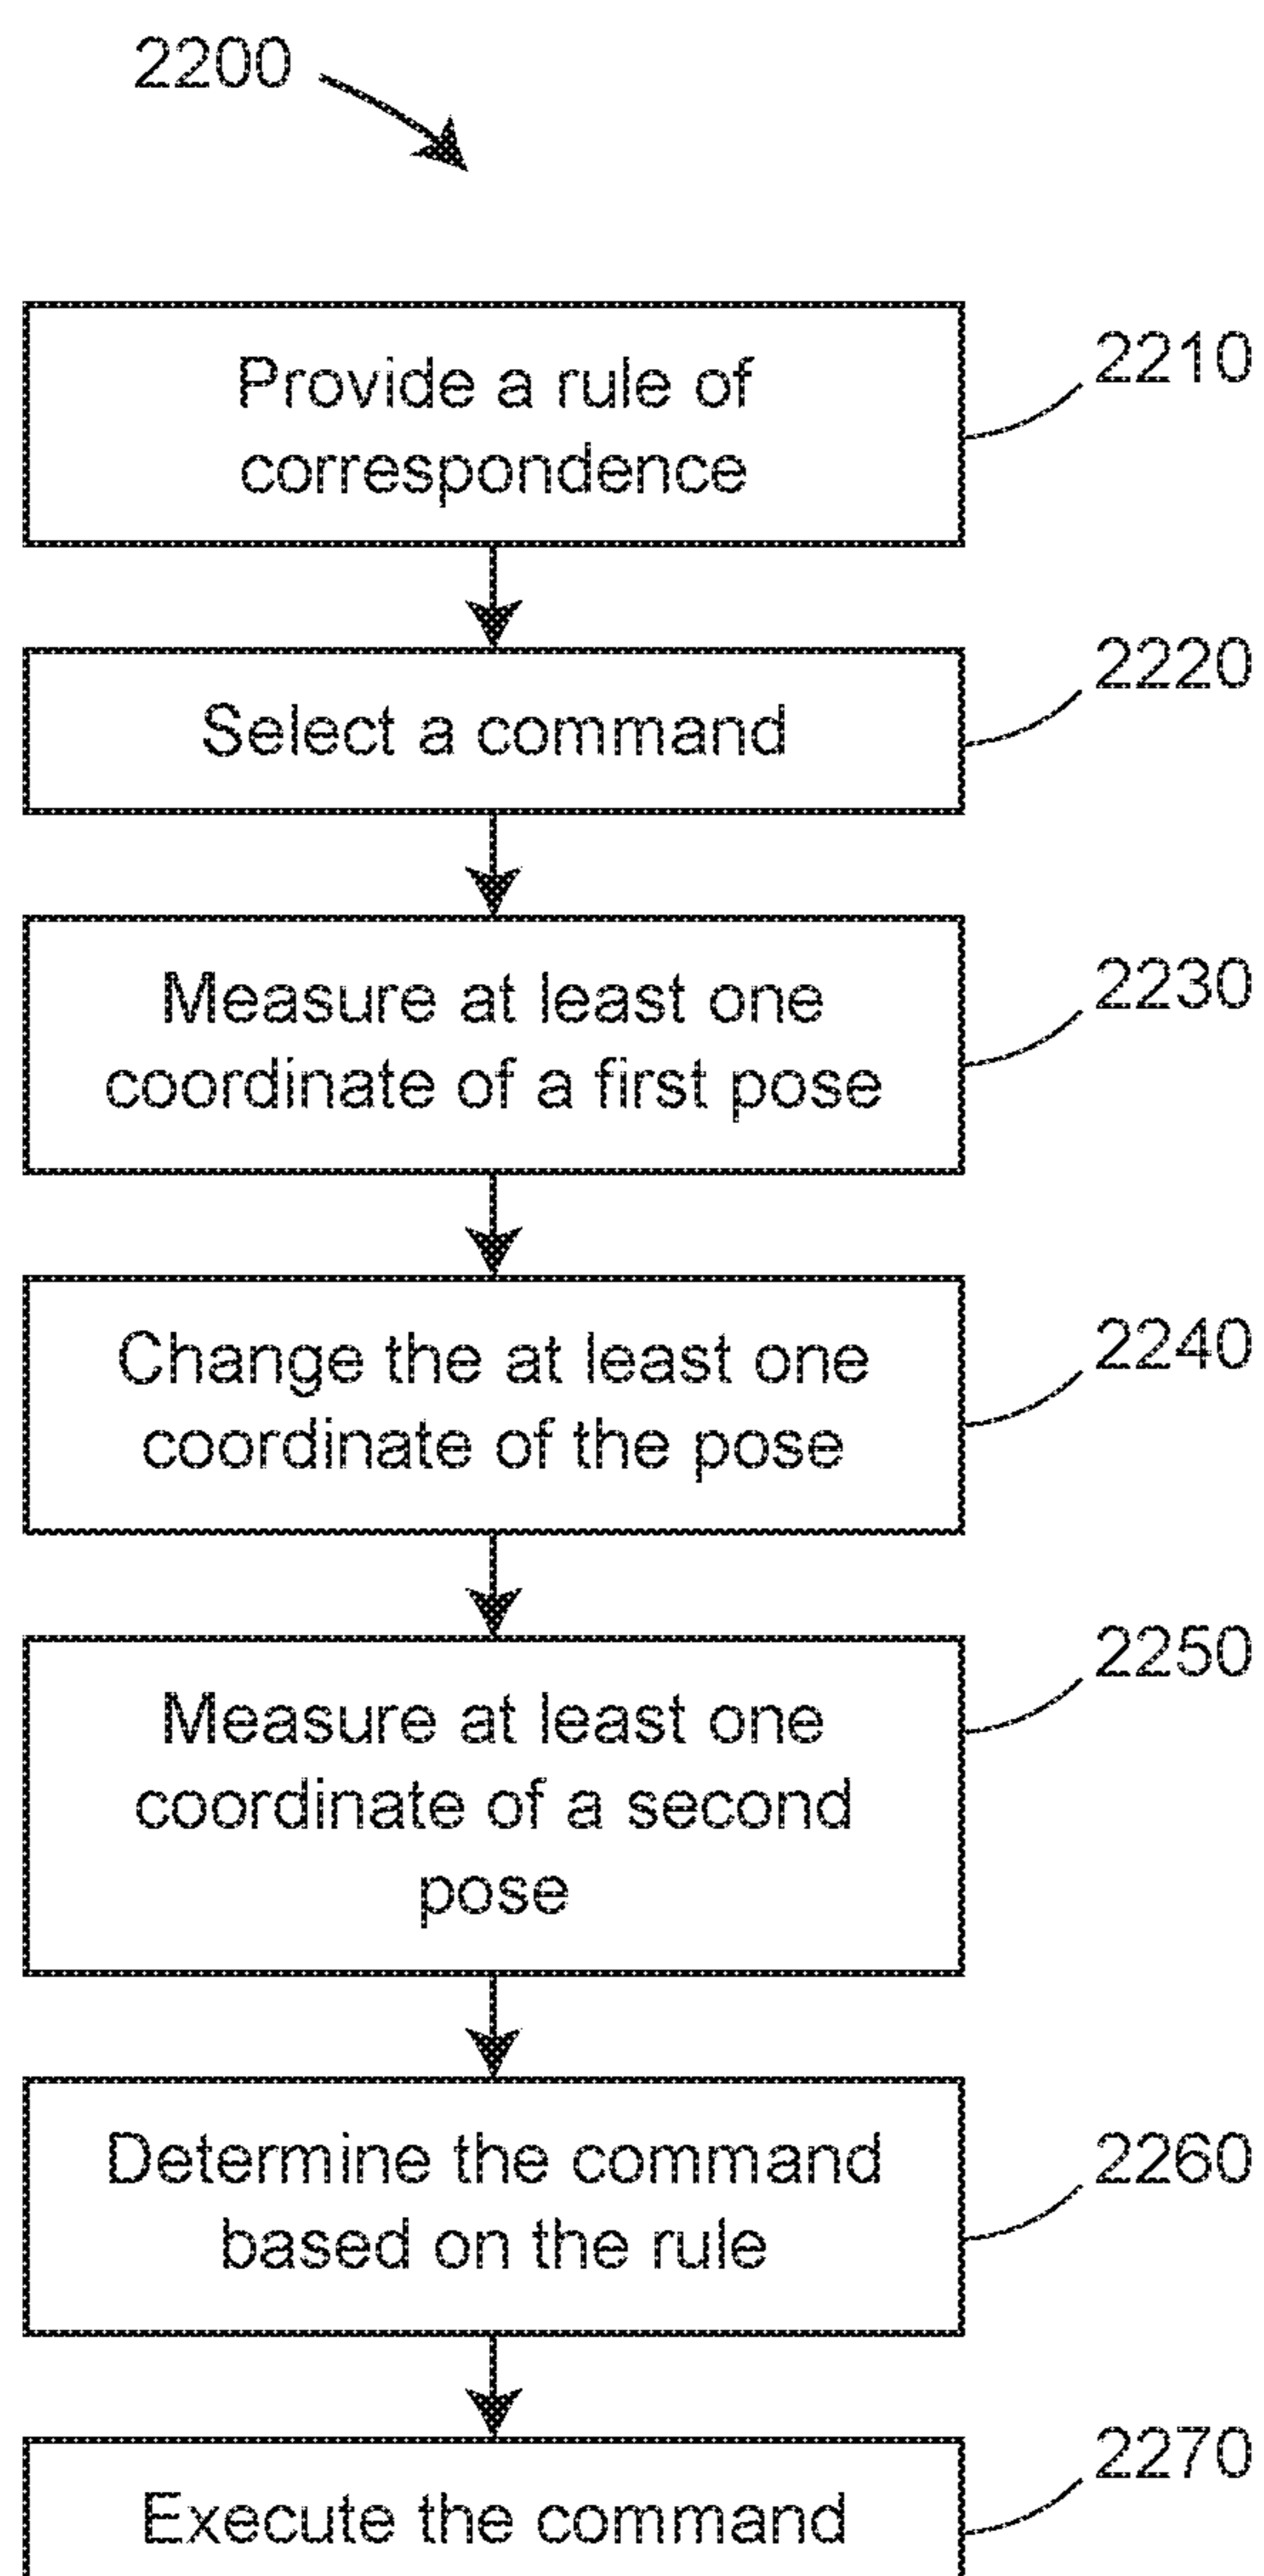 2200
Provide a rule of
correspondence
2210
Select a command
2220
Measure at least one
coordinate of a first pose
2230
Change the at least one
coordinate of the pose
2240
Measure at least one
coordinate of a second
pose
2250
Determine the command
based on the rule
2260
Execute the command
2270